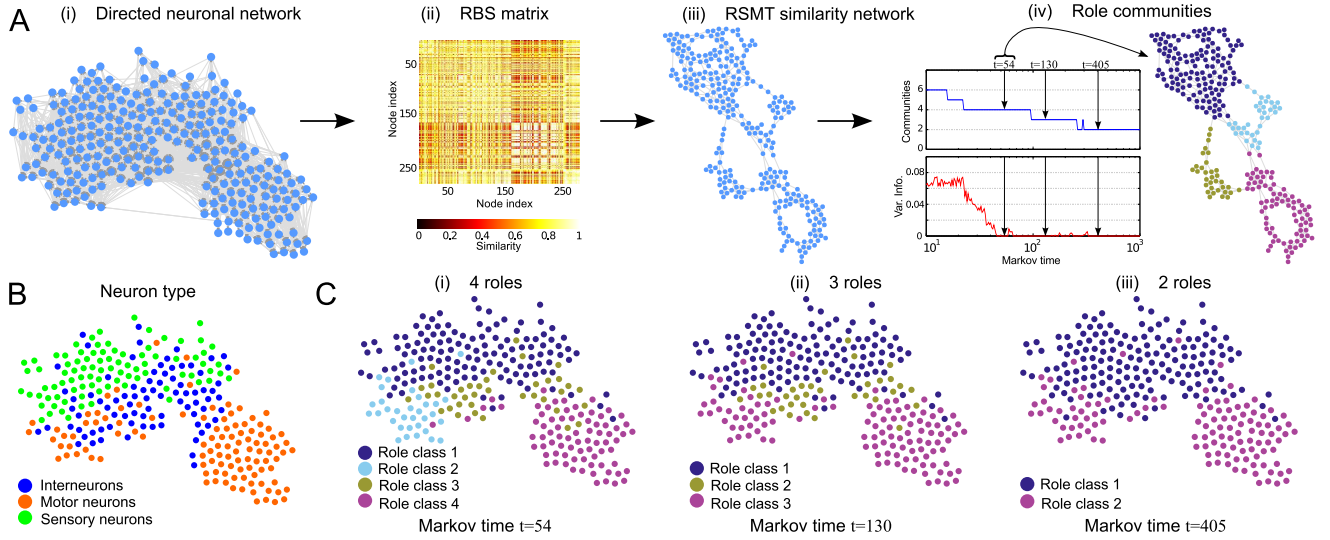 A
(i) Directed neuronal network
(ii) RBS matrix
(iii) RSMT similarity network
(iv) Role communities
Node index
50
150
250
50
150
250
Node index
0
0,2
0,4
0,6
0,8
1
Similarity
t=54
t=130
t=405
Communities
6
4
2
0
Var. Info.
0.08
0.04
0
10¹
10²
10³
Markov time
B
Neuron type
Interneurons
Motor neurons
Sensory neurons
C
(i) 4 roles
Role class 1
Role class 2
Role class 3
Role class 4
Markov time t=54
(ii) 3 roles
Role class 1
Role class 2
Role class 3
Markov time t=130
(iii) 2 roles
Role class 1
Role class 2
Markov time t=405